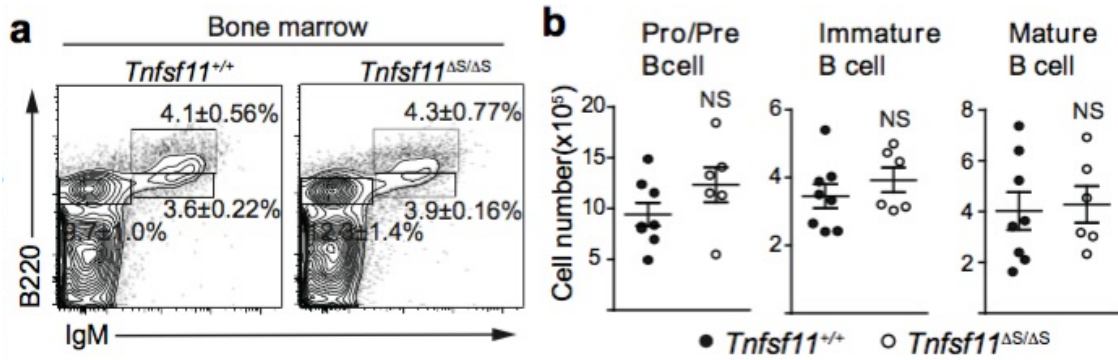 a
Bone marrow
Tnfsf11+/+ Tnfsf11ΔS/ΔS
4.1±0.56% 4.3±0.77%
3.6±0.22% 3.9±0.16%
9.7±1.0% 12.3±1.4%
B220
IgM
b
Pro/Pre
Bcell
Immature
B cell
Mature
B cell
Cell number(x10⁵)
NS NS NS
20
15
10
5
6
4
2
8
6
4
2
Tnfsf11+/+ Tnfsf11ΔS/ΔS